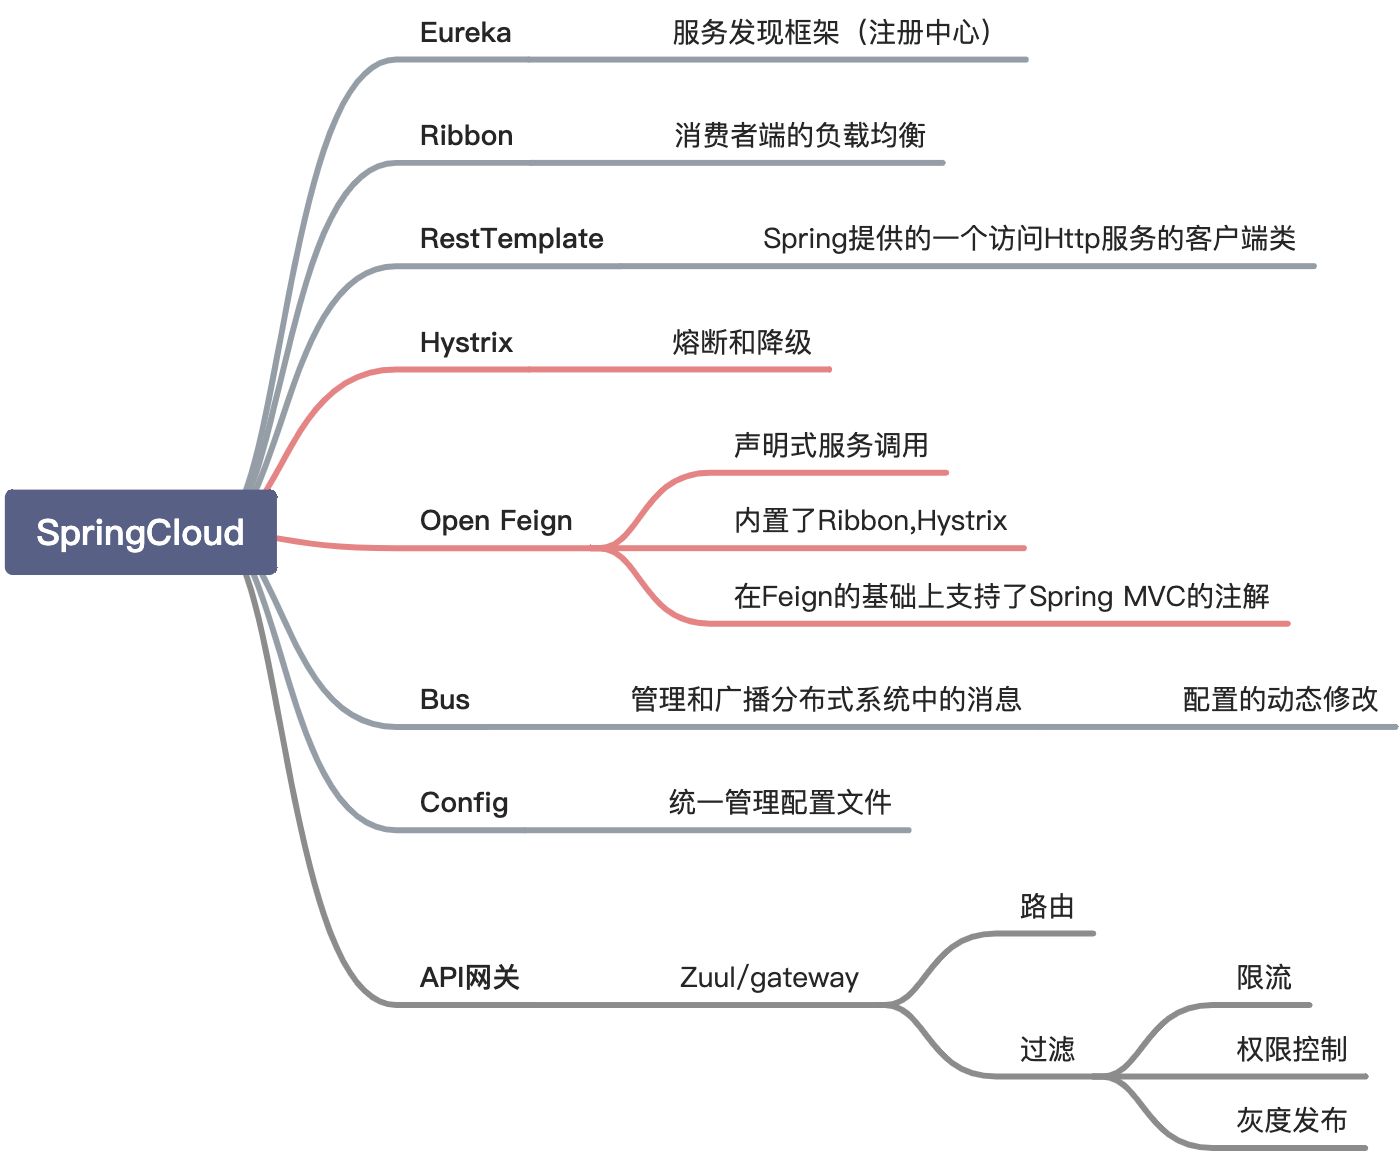 Eureka
服务发现框架（注册中心）
Ribbon
消费者端的负载均衡
RestTemplate
Spring提供的一个访问Http服务的客户端类
Hystrix
熔断和降级
声明式服务调用
SpringCloud
Open Feign
内置了Ribbon,Hystrix
在Feign的基础上支持了Spring MVC的注解
Bus
管理和广播分布式系统中的消息
配置的动态修改
Config
统一管理配置文件
路由
API网关
Zuul/gateway
限流
过滤
权限控制
灰度发布